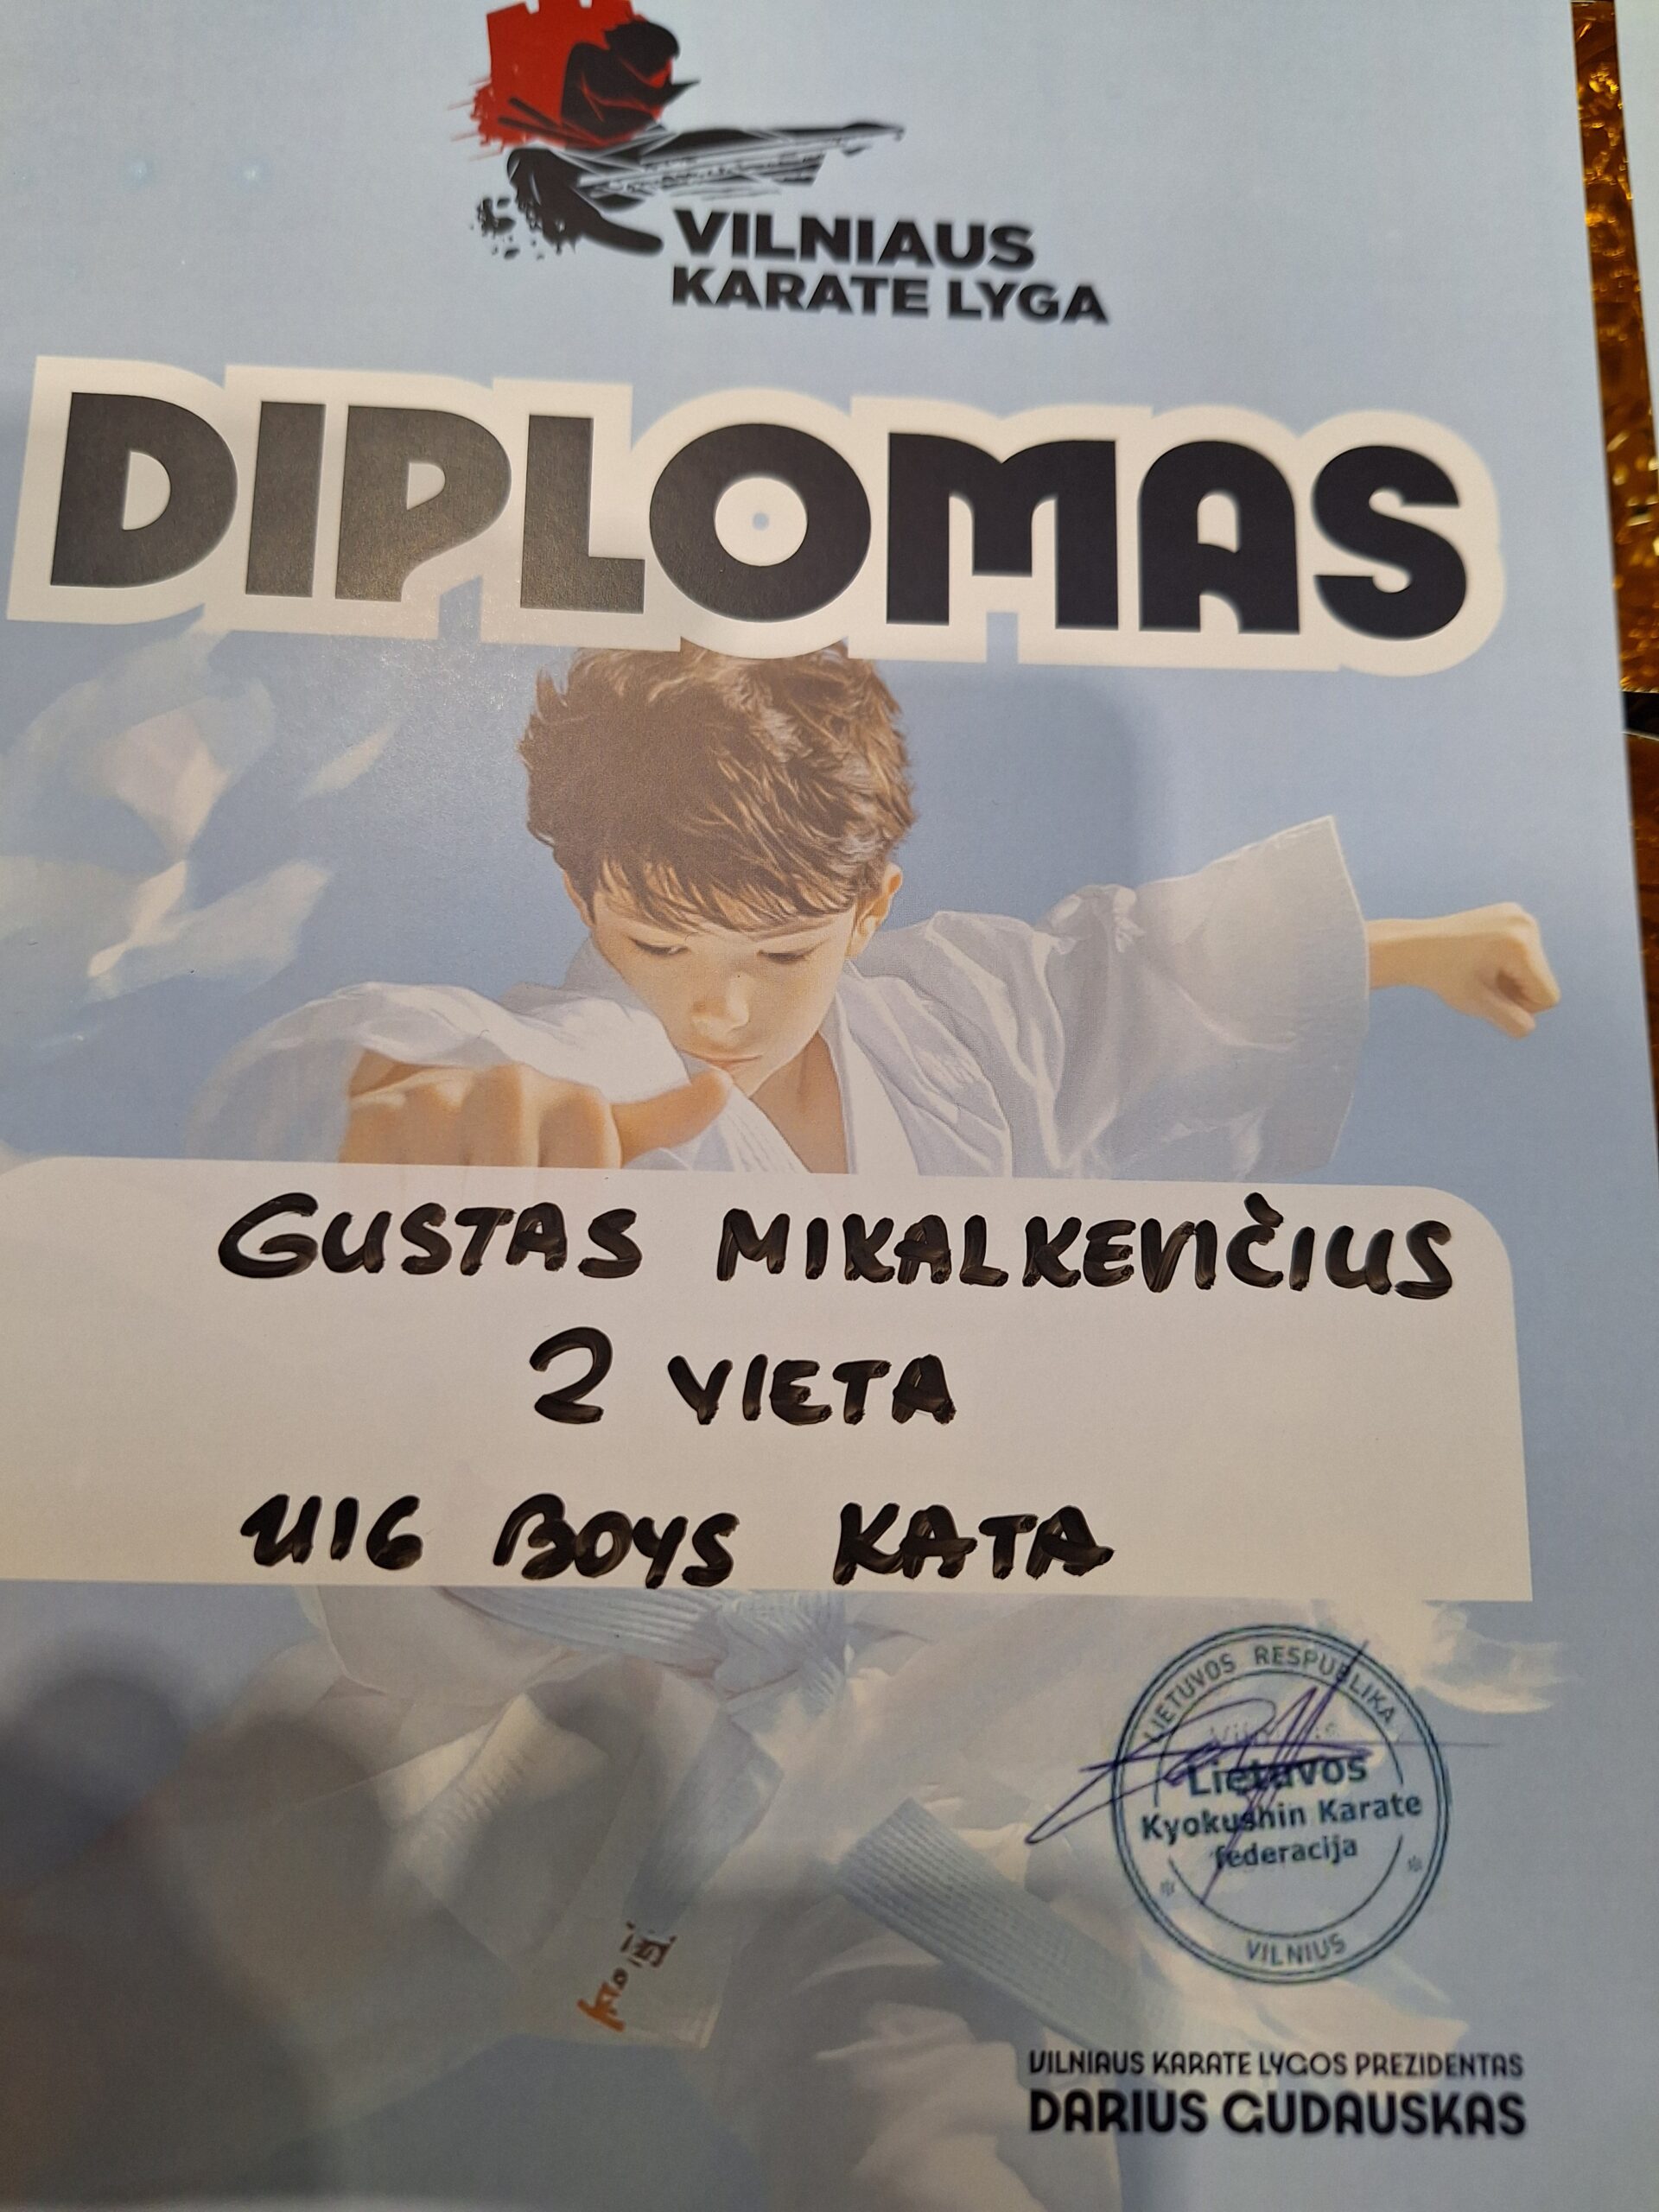 VILNIAUS
KARATE LYGA
DIPLOMAS
GUSTAS MIKALKEVIČIUS
2 VIETA
U16 BOYS KATA
LIETUVOS RESPUBLIKA
Lietuvos
Kyokushin Karate
federacija
VILNIUS
VILNIAUS KARATE LYGOS PREZIDENTAS
DARIUS GUDAUSKAS